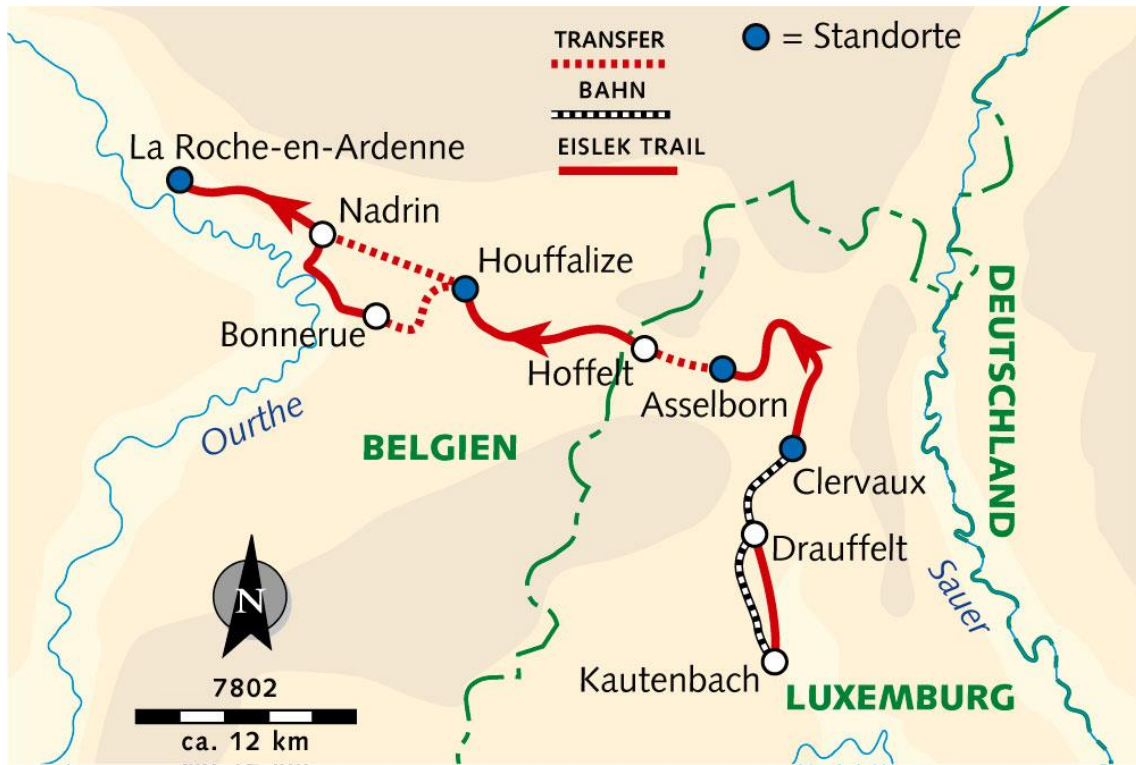 TRANSFER
BAHN
EISLEK TRAIL
= Standorte
La Roche-en-Ardenne
Nadrin
Houffalize
Bonnerue
Hoffelt
Asselborn
Ourthe
BELGIEN
DEUTSCHLAND
Clervaux
Drauffelt
Sauer
Kautenbach
LUXEMBURG
N
7802
ca. 12 km